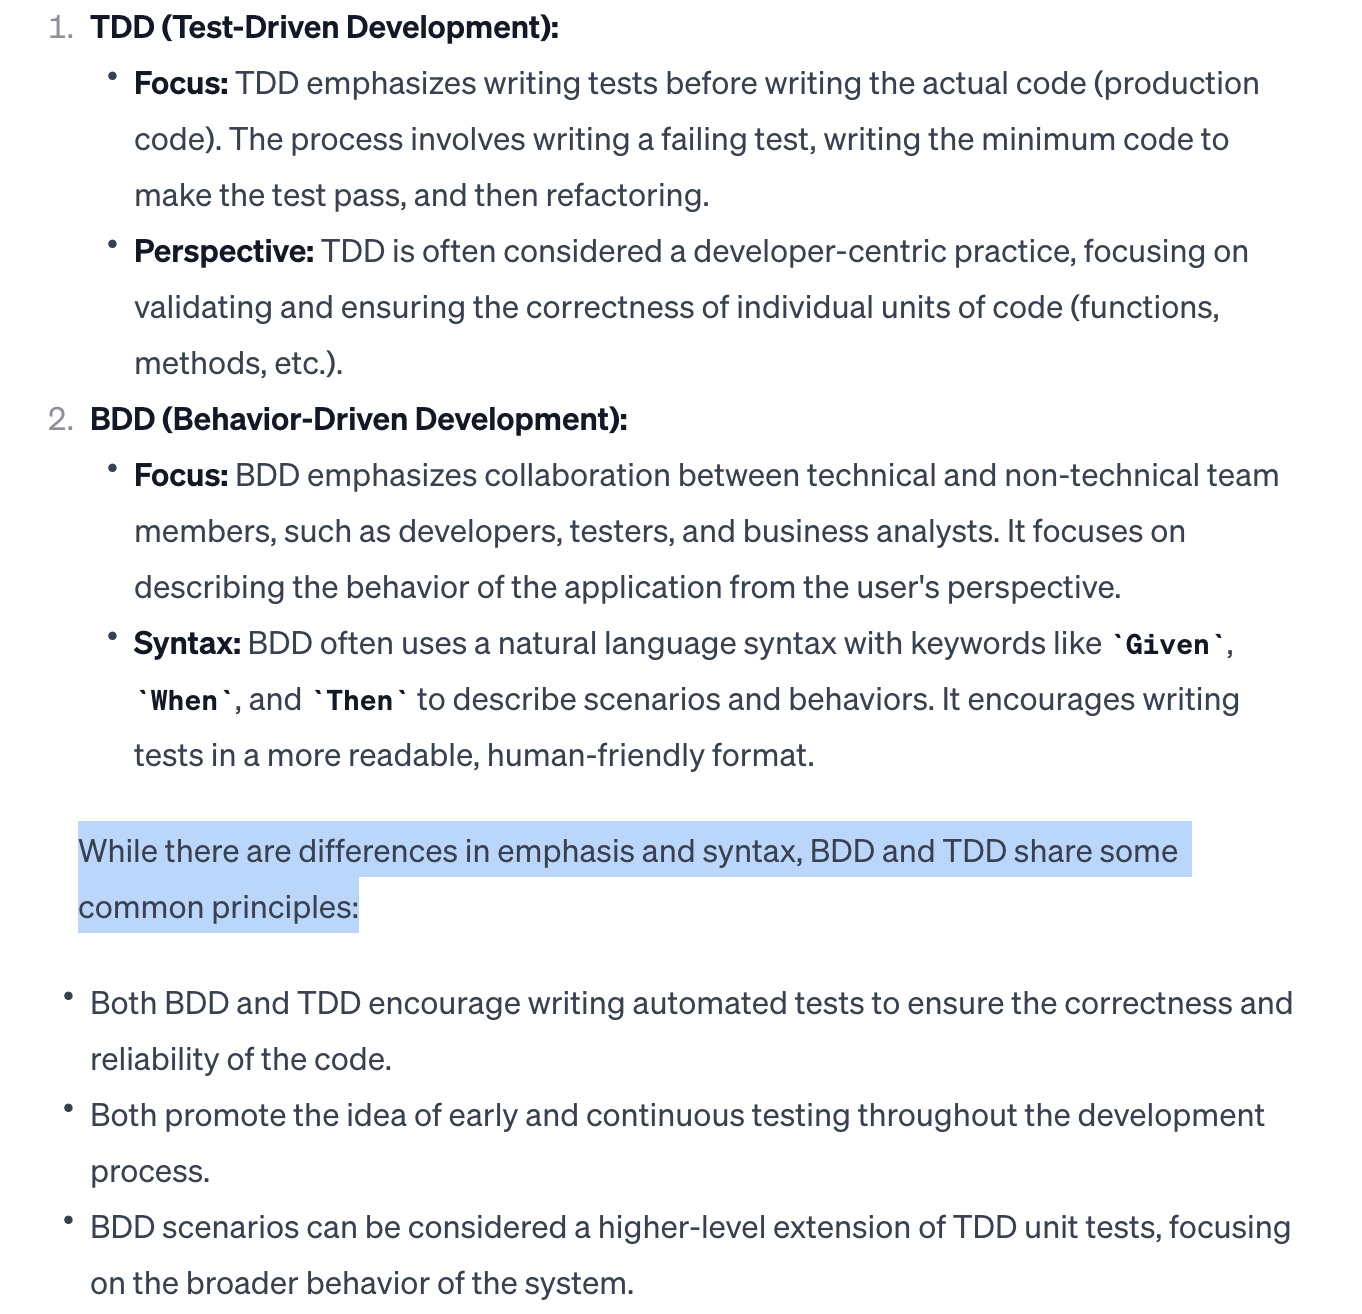 1. TDD (Test-Driven Development):
• Focus: TDD emphasizes writing tests before writing the actual code (production
code). The process involves writing a failing test, writing the minimum code to
make the test pass, and then refactoring.
• Perspective: TDD is often considered a developer-centric practice, focusing on
validating and ensuring the correctness of individual units of code (functions,
methods, etc.).
2. BDD (Behavior-Driven Development):
• Focus: BDD emphasizes collaboration between technical and non-technical team
members, such as developers, testers, and business analysts. It focuses on
describing the behavior of the application from the user's perspective.
• Syntax: BDD often uses a natural language syntax with keywords like `Given`,
`When`, and `Then` to describe scenarios and behaviors. It encourages writing
tests in a more readable, human-friendly format.
While there are differences in emphasis and syntax, BDD and TDD share some
common principles:
• Both BDD and TDD encourage writing automated tests to ensure the correctness and
reliability of the code.
• Both promote the idea of early and continuous testing throughout the development
process.
• BDD scenarios can be considered a higher-level extension of TDD unit tests, focusing
on the broader behavior of the system.